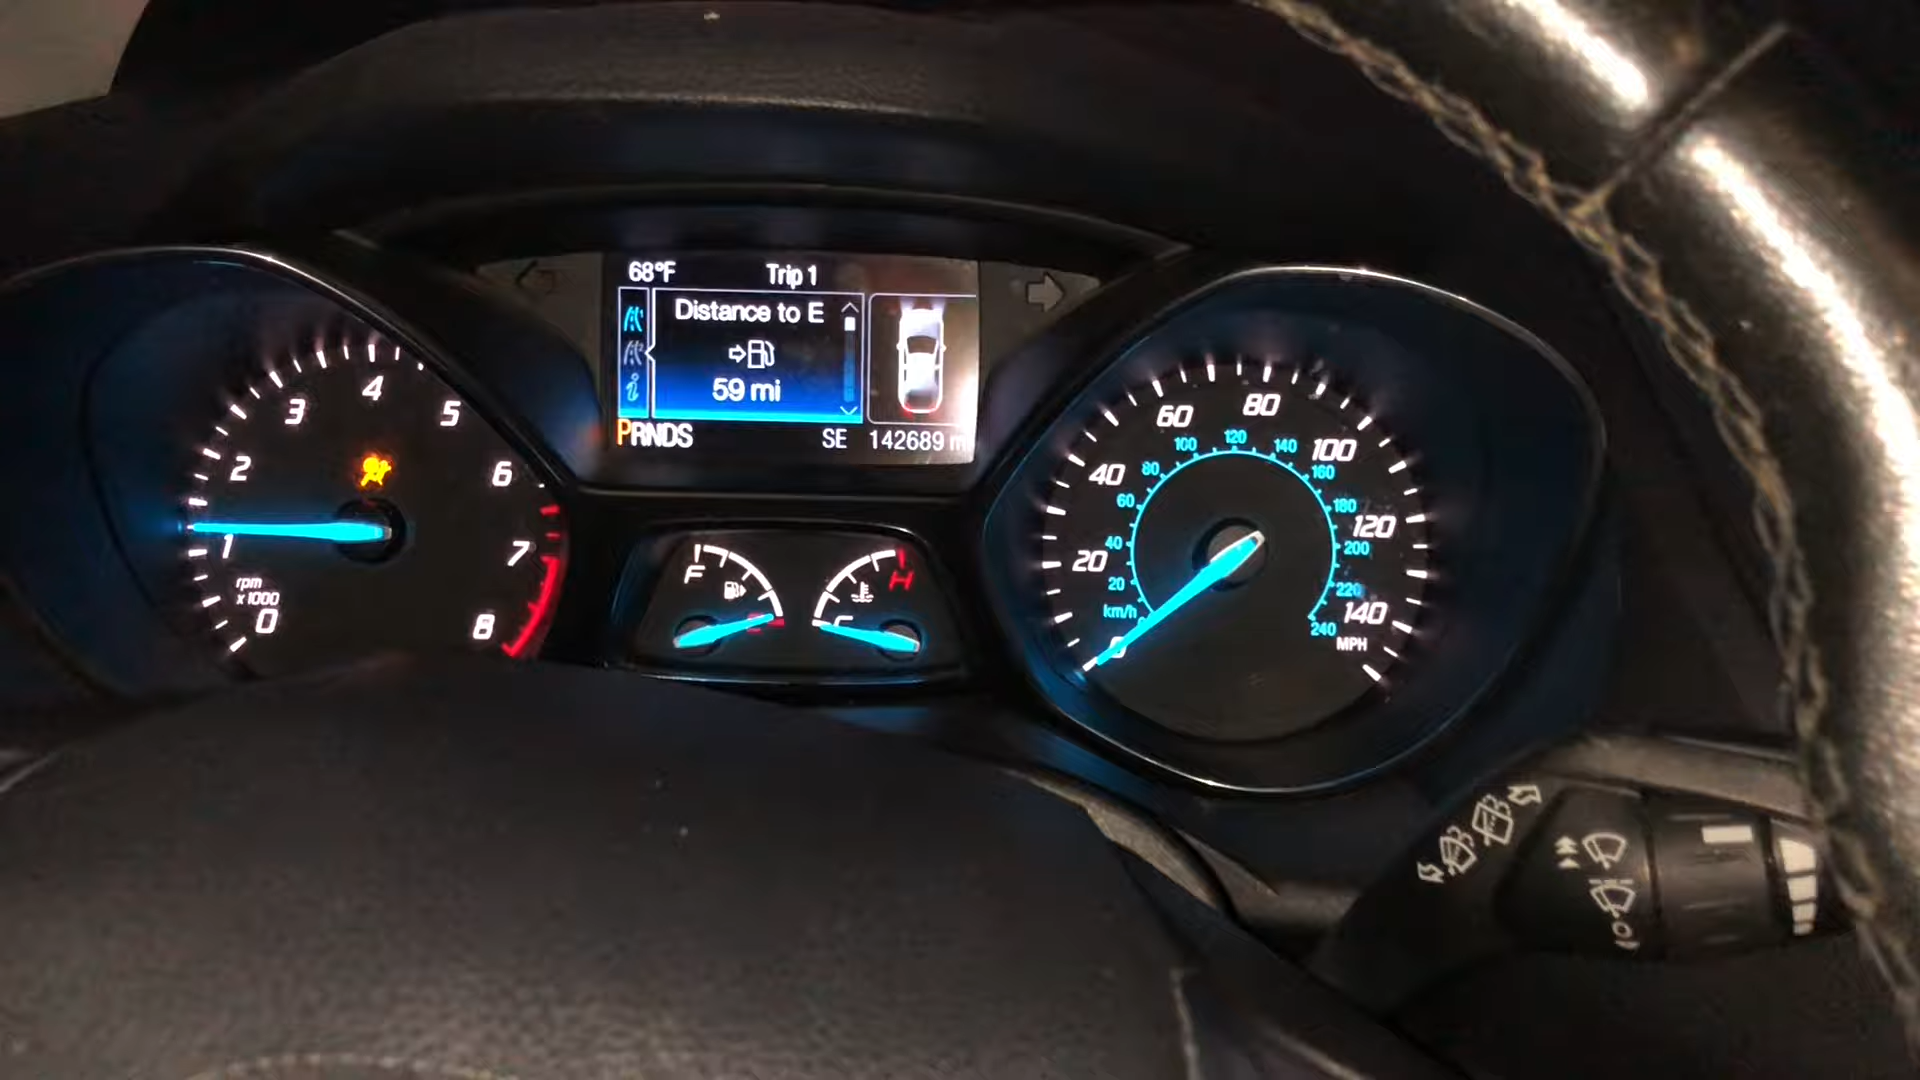 68°F Trip 1
Distance to E
59 mi
PRNDS SE 142689 m
0 1 2 3 4 5 6 7 8
rpm
x 1000
F E
C H
0 20 40 60 80 100 120 140
MPH
20 40 60 80 100 120 140 160 180 200 220 240
km/h